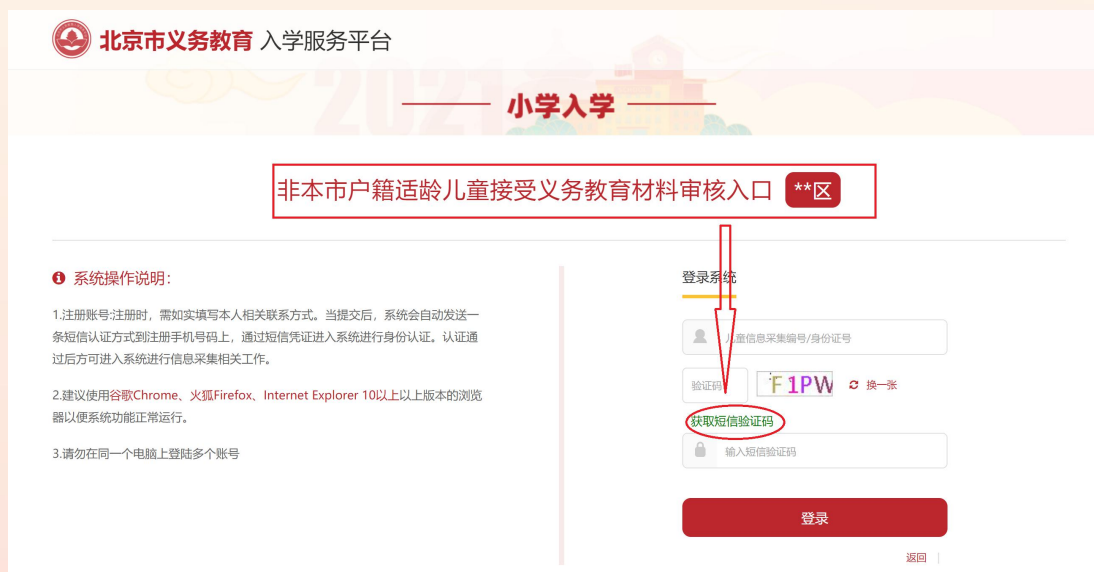 北京市义务教育 入学服务平台
2021
小学入学
非本市户籍适龄儿童接受义务教育材料审核入口 **区
系统操作说明:
1.注册账号:注册时，需如实填写本人相关联系方式。当提交后，系统会自动发送一
条短信认证方式到注册手机号码上，通过短信凭证进入系统进行身份认证。认证通
过后方可进入系统进行信息采集相关工作。
2.建议使用谷歌Chrome、火狐Firefox、Internet Explorer 10以上以上版本的浏览
器以便系统功能正常运行。
3.请勿在同一个电脑上登陆多个账号
登录系统
儿童信息采集编号/身份证号
验证码 F1PW 换一张
获取短信验证码
输入短信验证码
登录
返回